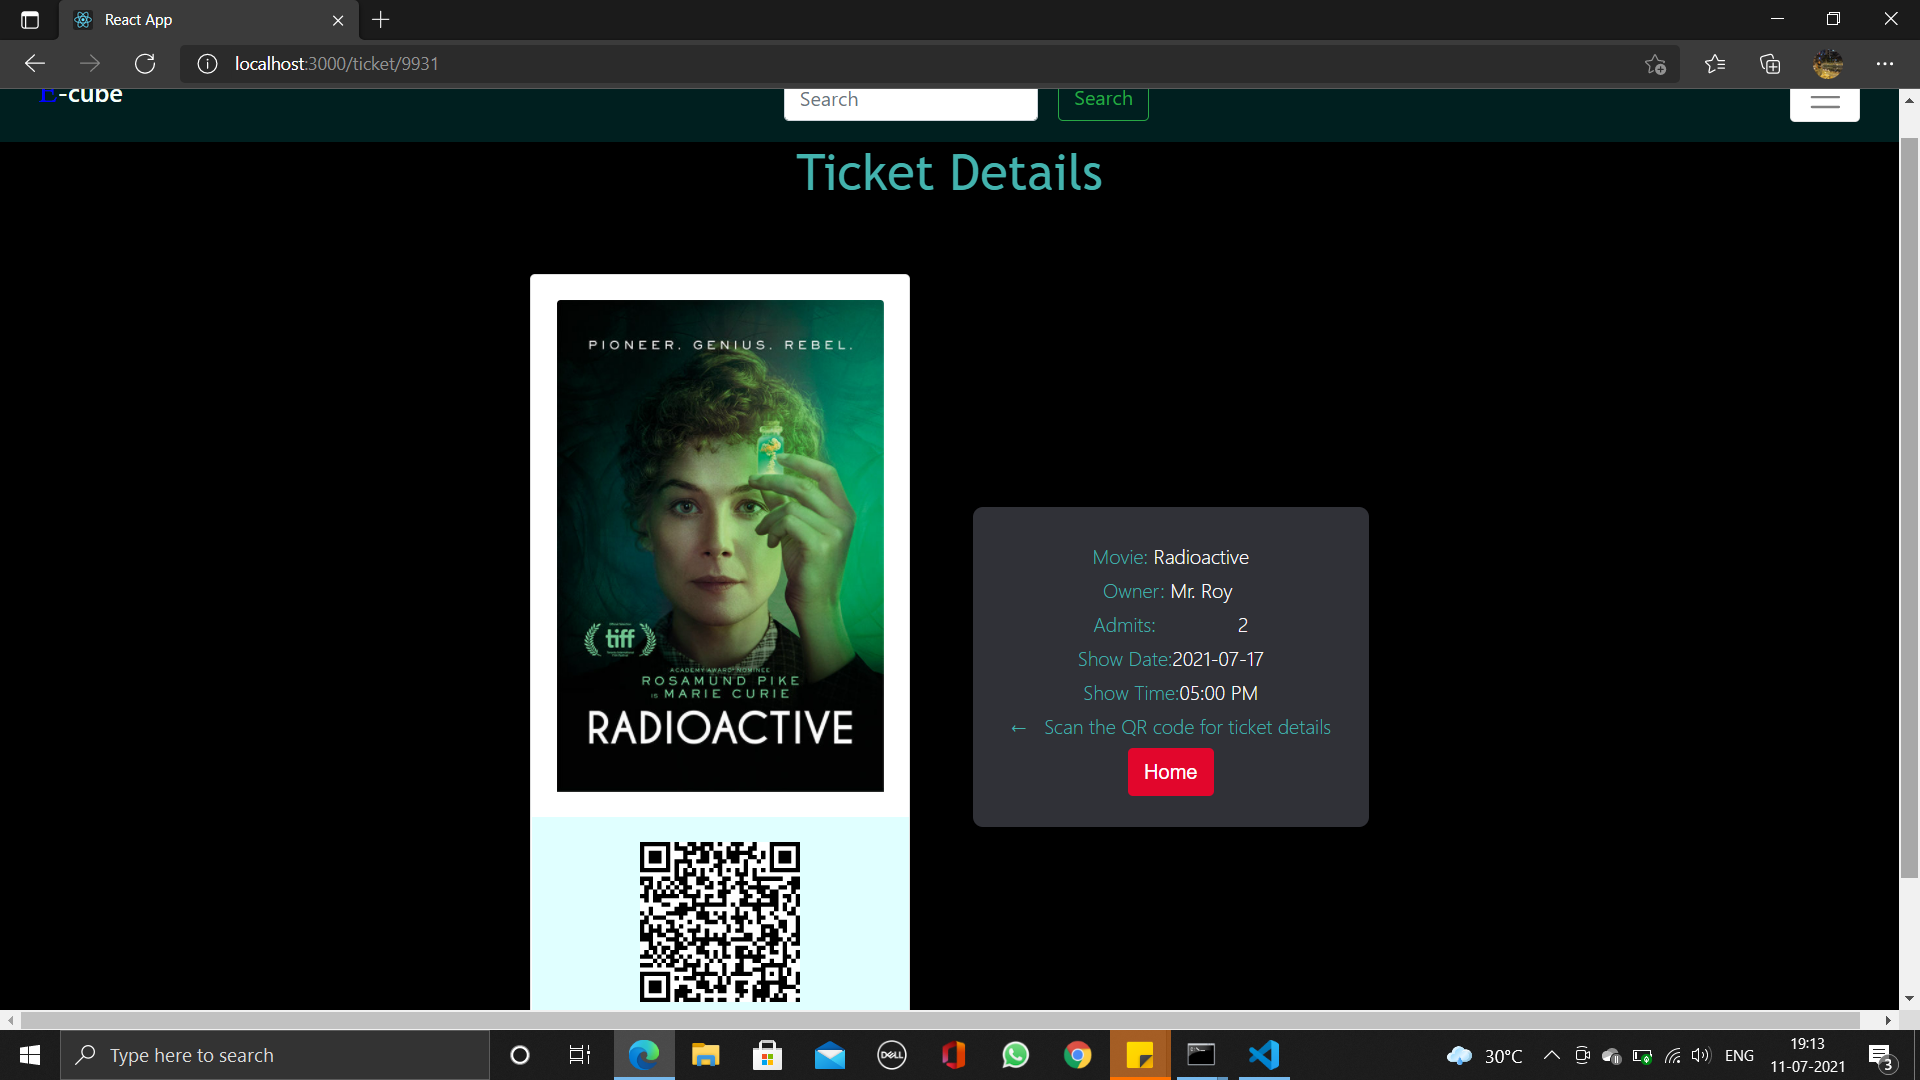 React App
localhost:3000/ticket/9931
E-cube
Search
Search
Ticket Details
PIONEER. GENIUS. REBEL.
tiff
ACADEMY AWARD NOMINEE
ROSAMUND PIKE
IS MARIE CURIE
RADIOACTIVE
Movie: Radioactive
Owner: Mr. Roy
Admits: 2
Show Date:2021-07-17
Show Time:05:00 PM
← Scan the QR code for ticket details
Home
Type here to search
DELL
30°C
ENG
19:13
11-07-2021
3